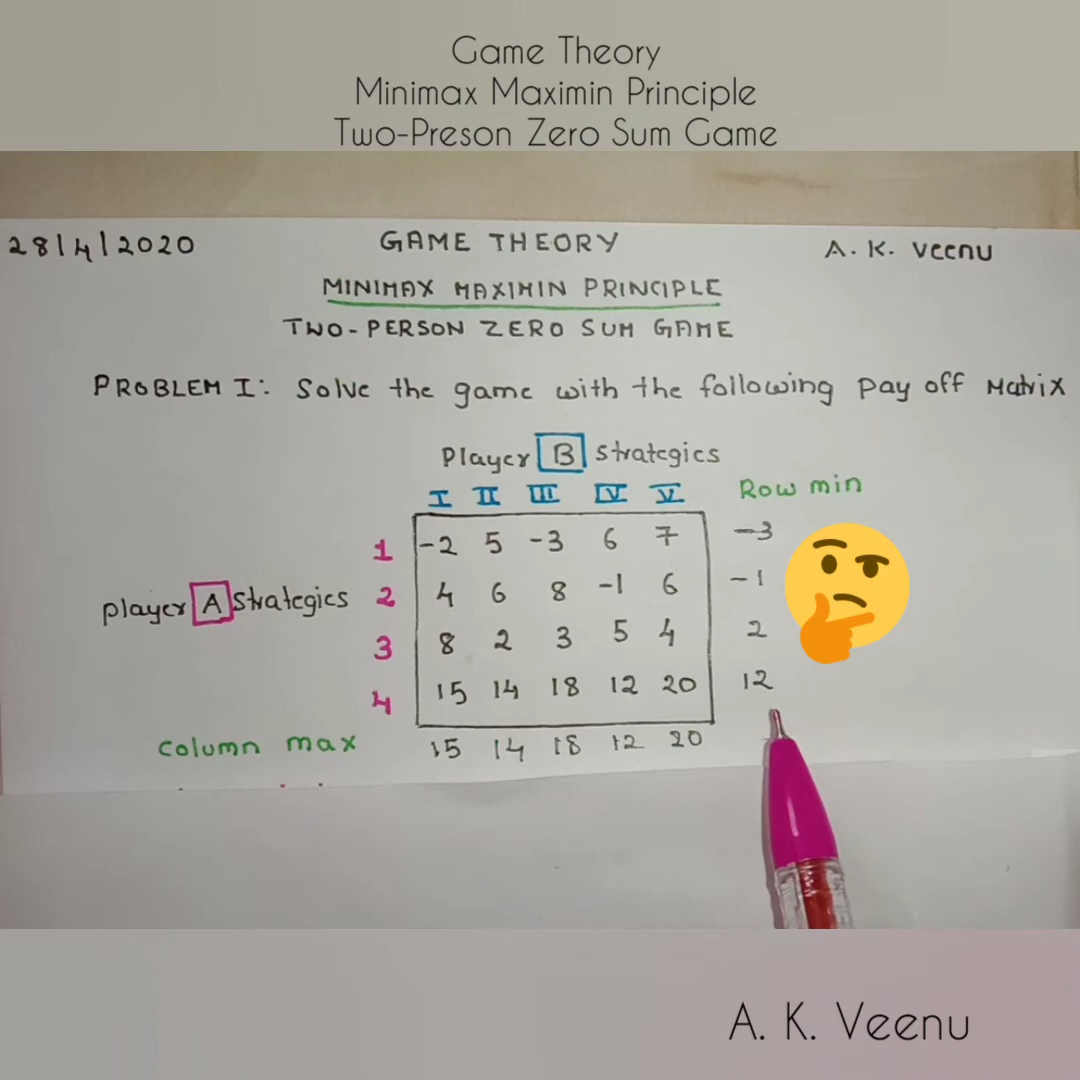 Game Theory
Minimax Maximin Principle
Two-Preson Zero Sum Game
28/4/2020 GAME THEORY A. K. Veenu
MINIMAX MAXIMIN PRINCIPLE
TWO-PERSON ZERO SUM GAME
PROBLEM I: Solve the game with the following Pay off Matrix
Player B Strategies
I II III IV V Row min
1 -2 5 -3 6 7 -3
Player A Strategies 2 4 6 8 -1 6 -1
3 8 2 3 5 4 2
4 15 14 18 12 20 12
Column max 15 14 18 12 20
A. K. Veenu